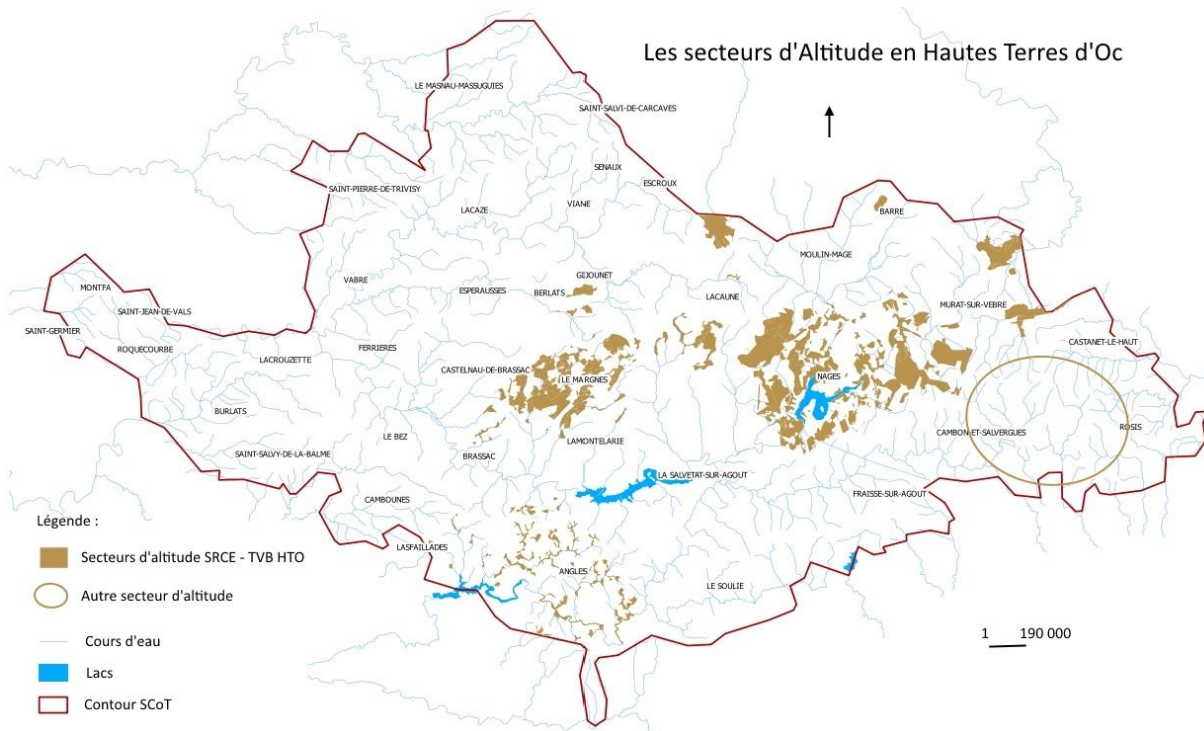 Les secteurs d'Altitude en Hautes Terres d'Oc
LE MASNAU-MASSUGUIES
SAINT-SALVI-DE-CARCAVES
SENAUX
ESCROUX
SAINT-PIERRE-DE-TRIVISY
LACAZE
VIANE
BARRE
MOULIN-MAGE
GIJOUNET
VABRE
ESPERAUSSES
BERLATS
LACAUNE
MURAT-SUR-VEBRE
MONTFA
SAINT-JEAN-DE-VALS
SAINT-GERMIER
ROQUECOURBE
LACROUZETTE
FERRIERES
CASTELNAU-DE-BRASSAC
LE MARGNES
NAGES
CASTANET-LE-HAUT
BURLATS
LE BEZ
LAMONTELARIE
CAMBON-ET-SALVERGUES
ROSIS
SAINT-SALVY-DE-LA-BALME
BRASSAC
LA SALVETAT-SUR-AGOUT
CAMBOUNES
FRAISSE-SUR-AGOUT
LASFAILLADES
ANGLES
LE SOULIE
Légende :
Secteurs d'altitude SRCE - TVB HTO
Autre secteur d'altitude
Cours d'eau
Lacs
Contour SCoT
1 190 000